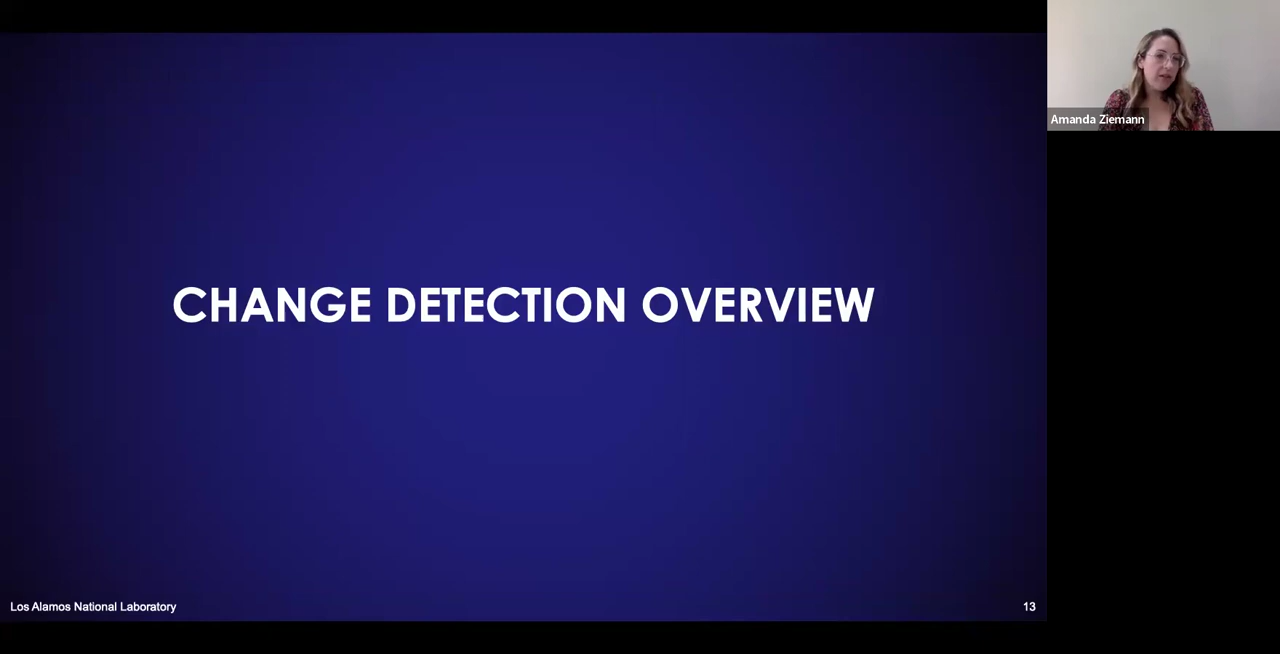 Amanda Ziemann
CHANGE DETECTION OVERVIEW
Los Alamos National Laboratory
13